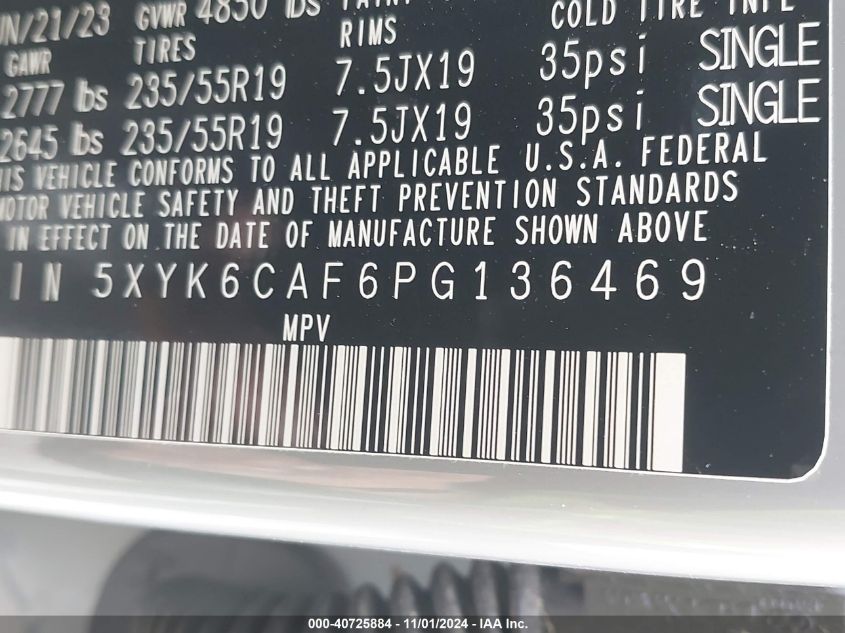 UN/21/23 GVWR 4850 lbs PAINT COLD TIRE INFL
GAWR TIRES RIMS
2777 lbs 235/55R19 7.5JX19 35psi SINGLE
2645 lbs 235/55R19 7.5JX19 35psi SINGLE
IS VEHICLE CONFORMS TO ALL APPLICABLE U.S.A. FEDERAL
MOTOR VEHICLE SAFETY AND THEFT PREVENTION STANDARDS
IN EFFECT ON THE DATE OF MANUFACTURE SHOWN ABOVE
IN 5XYK6CAF6PG136469
MPV
000-40725884 - 11/01/2024 - IAA Inc.